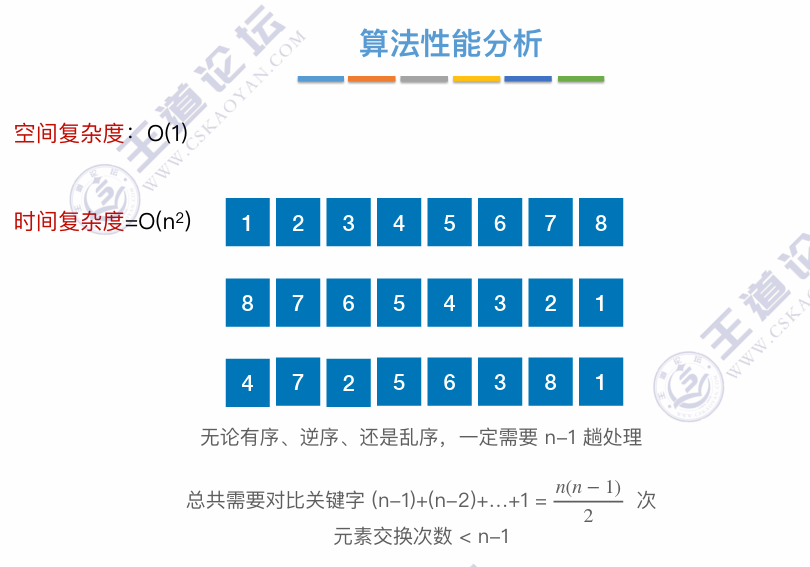 算法性能分析
空间复杂度：O(1)
时间复杂度=O(n²)
1 2 3 4 5 6 7 8
8 7 6 5 4 3 2 1
4 7 2 5 6 3 8 1
无论有序、逆序、还是乱序，一定需要 n-1 趟处理
总共需要对比关键字 (n-1)+(n-2)+…+1 = n(n − 1)/2 次
元素交换次数 < n-1
王道论坛
WWW.CSKAOYAN.COM
王道论坛
WWW.CSKAO